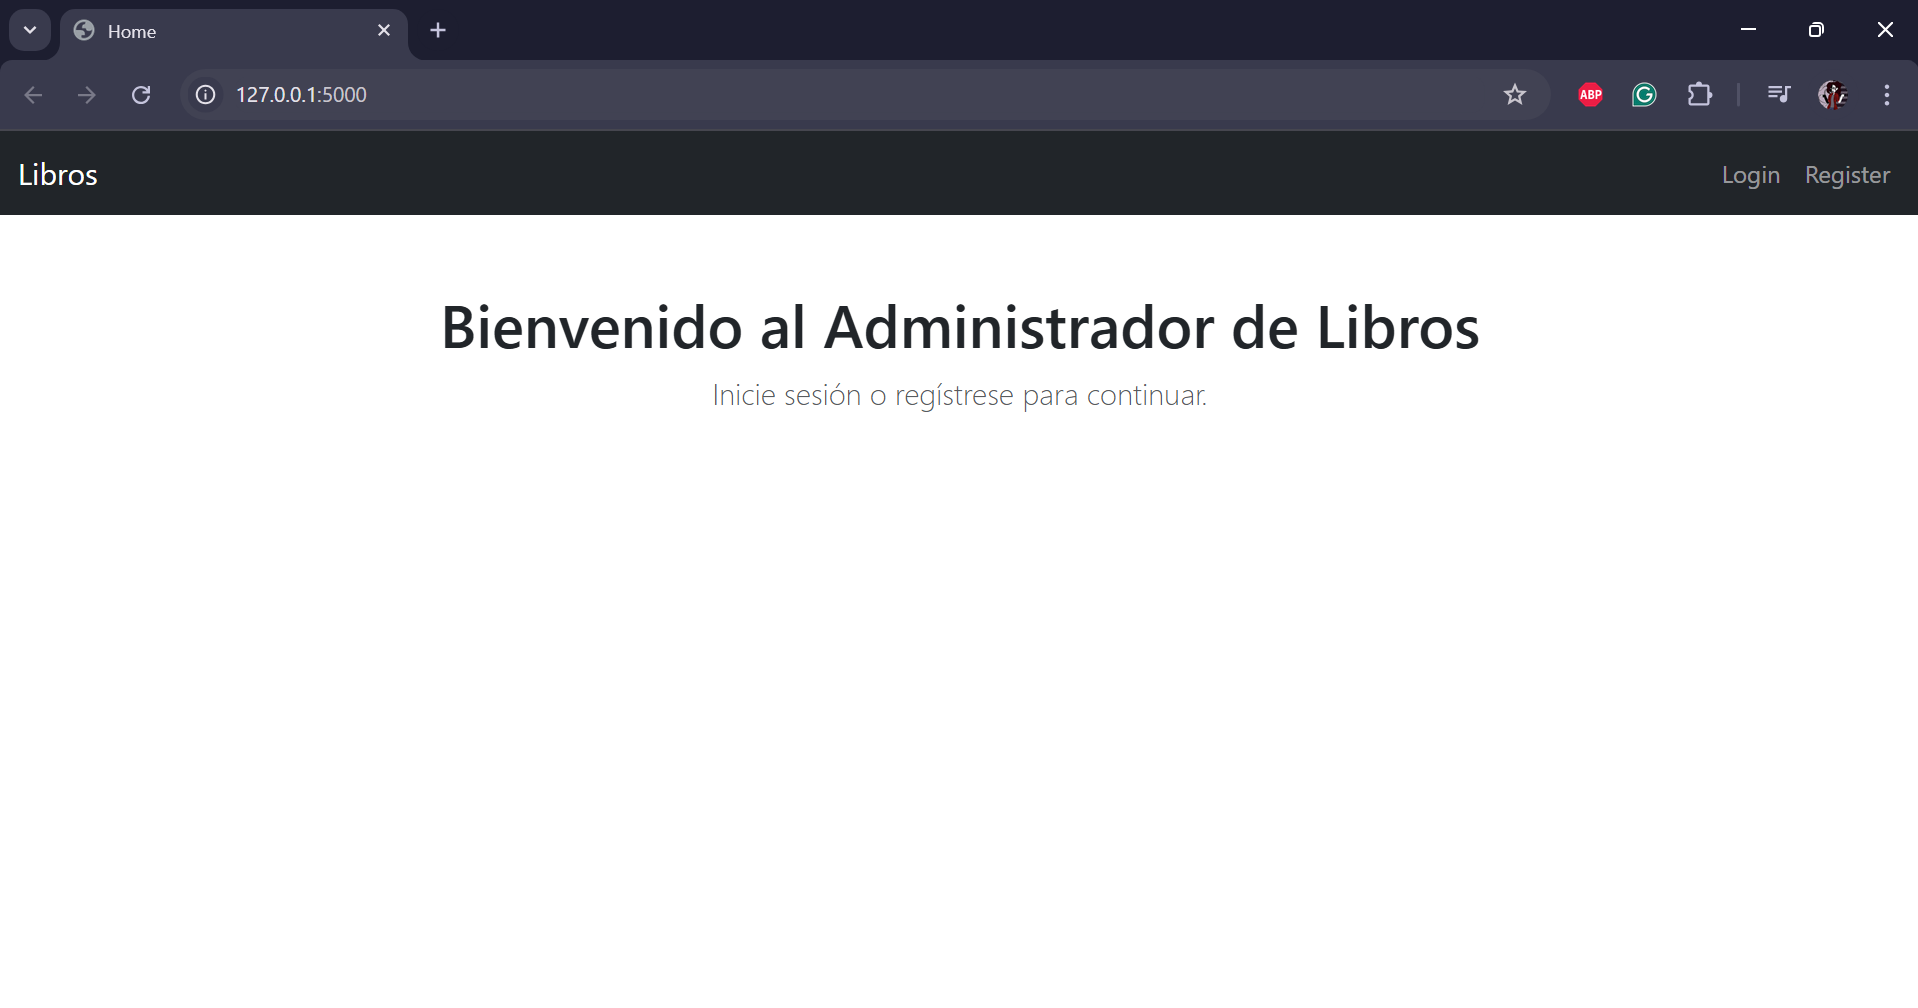 Home
127.0.0.1:5000
ABP
Libros
Login Register
Bienvenido al Administrador de Libros
Inicie sesión o regístrese para continuar.